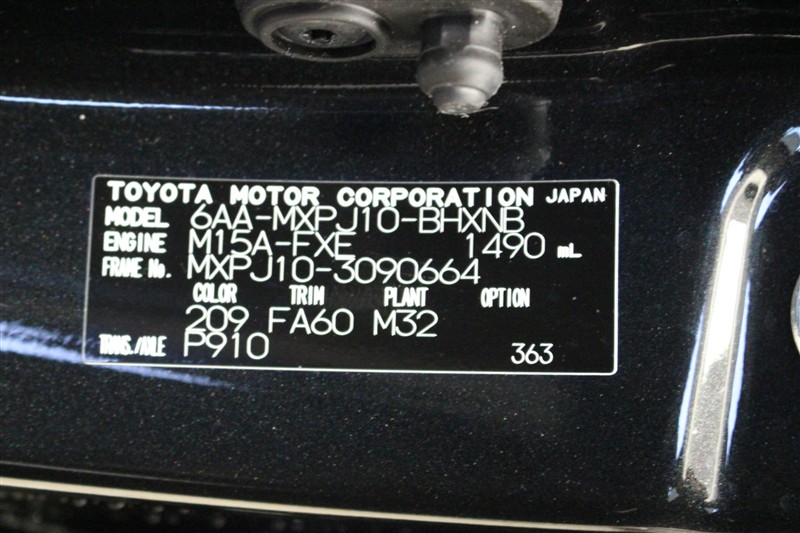 TOYOTA MOTOR CORPORATION JAPAN
MODEL 6AA-MXPJ10-BHXNB
ENGINE M15A-FXE 1490 mL
FRAME No. MXPJ10-3090664
COLOR TRIM PLANT OPTION
209 FA60 M32
TRANS./AXLE P910 363